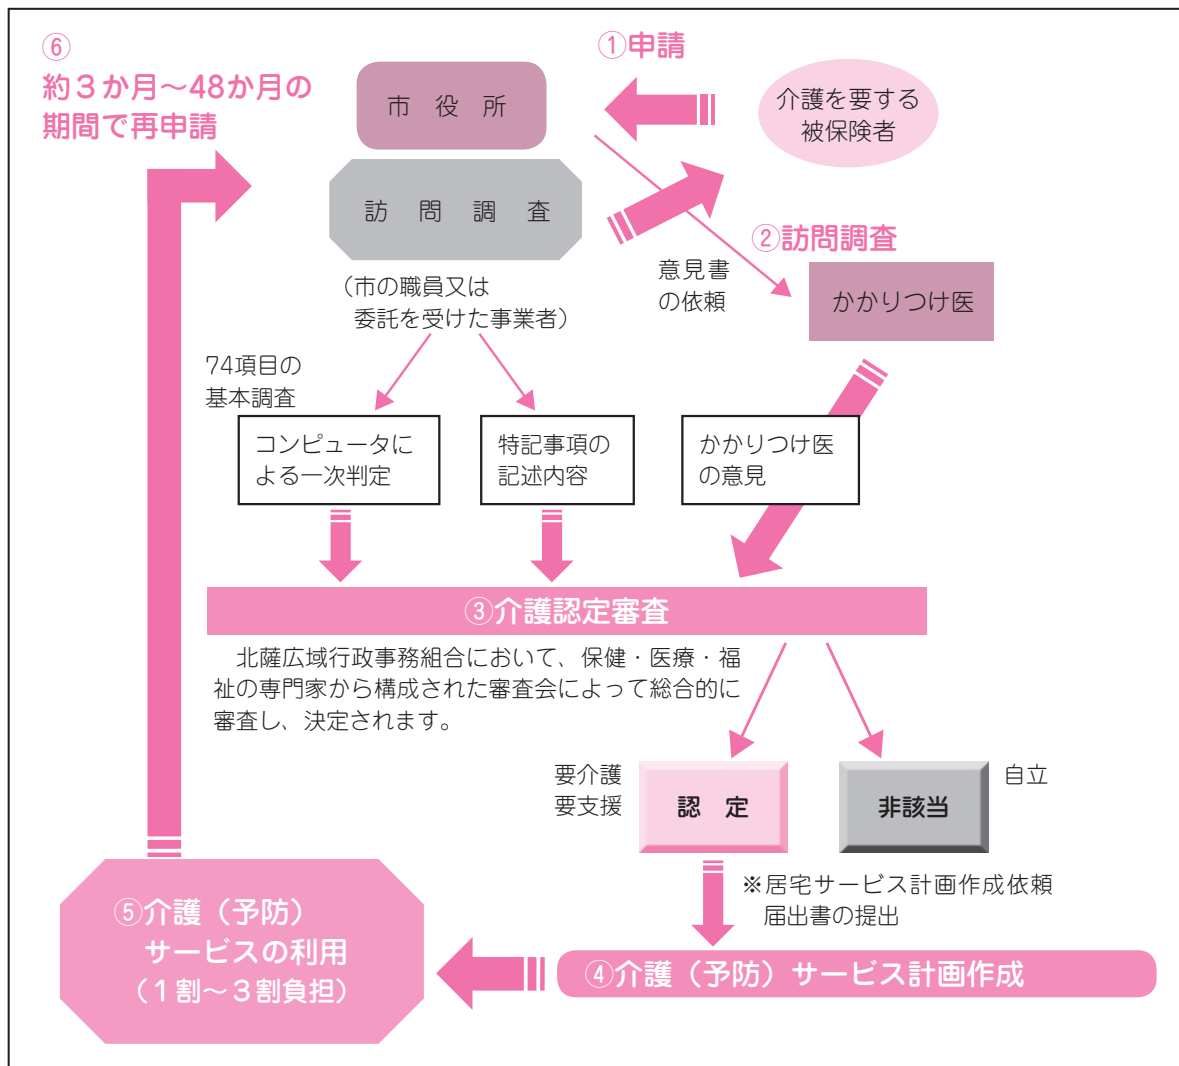 ⑥
約３か月～48か月の
期間で再申請
市　役　所
①申請
介護を要する
被保険者
訪　問　調　査
（市の職員又は
委託を受けた事業者）
意見書
の依頼
②訪問調査
かかりつけ医
74項目の
基本調査
コンピュータに
よる一次判定
特記事項の
記述内容
かかりつけ医
の意見
③介護認定審査
　北薩広域行政事務組合において、保健・医療・福
祉の専門家から構成された審査会によって総合的に
審査し、決定されます。
要介護
要支援
認　定
非該当
自立
※居宅サービス計画作成依頼
届出書の提出
④介護（予防）サービス計画作成
⑤介護（予防）
サービスの利用
（１割～３割負担）